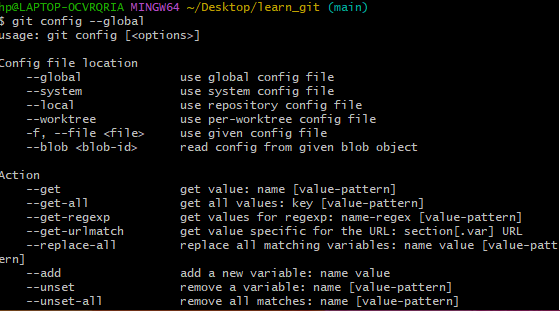 hp@LAPTOP-OCVRQRIA MINGW64 ~/Desktop/learn_git (main)
$ git config --global
usage: git config [<options>]
Config file location
--global use global config file
--system use system config file
--local use repository config file
--worktree use per-worktree config file
-f, --file <file> use given config file
--blob <blob-id> read config from given blob object
Action
--get get value: name [value-pattern]
--get-all get all values: key [value-pattern]
--get-regexp get values for regexp: name-regex [value-pattern]
--get-urlmatch get value specific for the URL: section[.var] URL
--replace-all replace all matching variables: name value [value-patt
ern]
--add add a new variable: name value
--unset remove a variable: name [value-pattern]
--unset-all remove all matches: name [value-pattern]